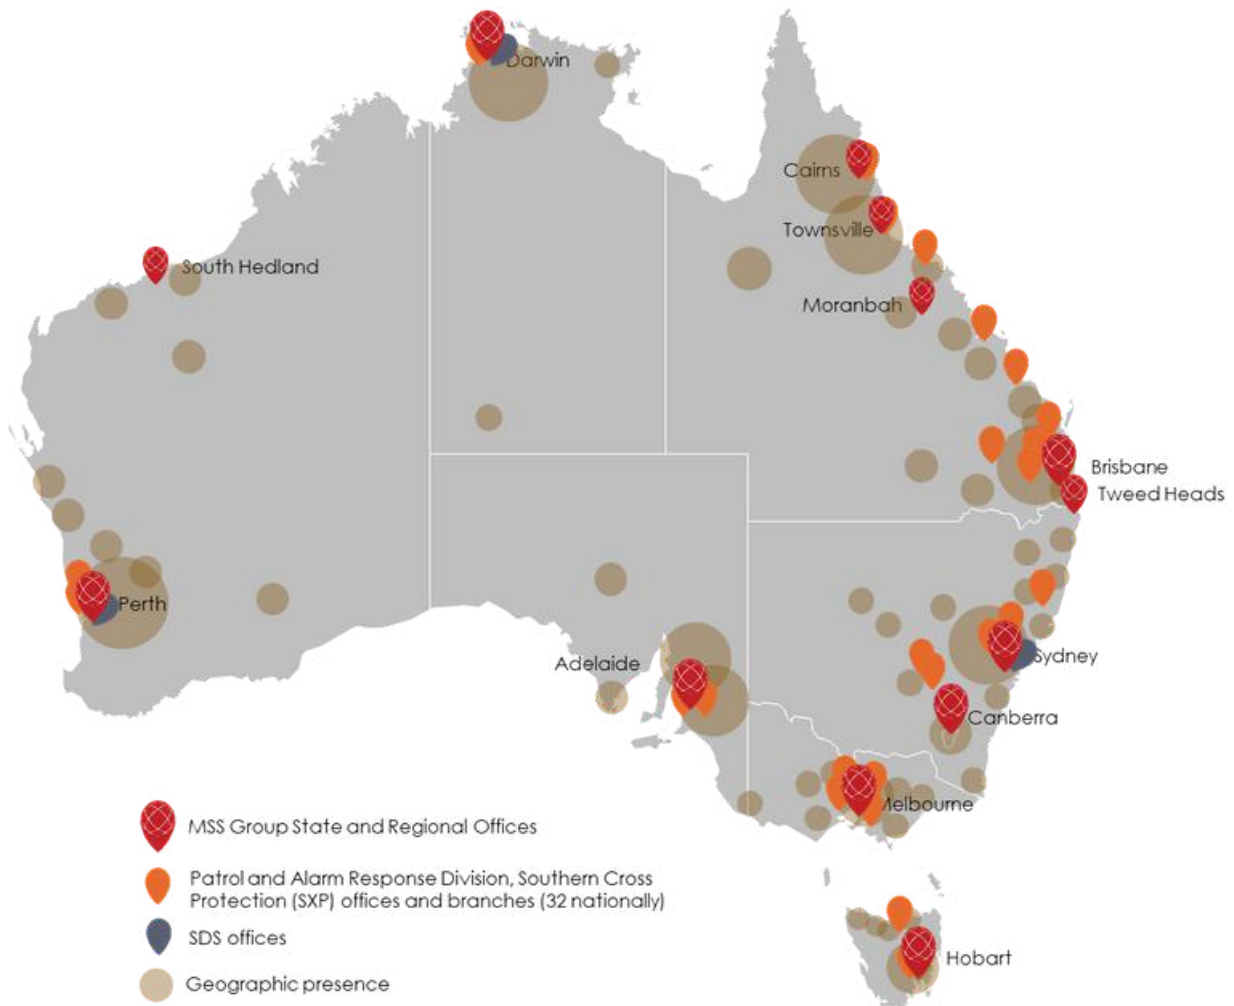 Darwin
Cairns
Townsville
South Hedland
Moranbah
Brisbane
Tweed Heads
Perth
Adelaide
Sydney
Canberra
Melbourne
MSS Group State and Regional Offices
Patrol and Alarm Response Division, Southern Cross
Protection (SXP) offices and branches (32 nationally)
SDS offices
Hobart
Geographic presence